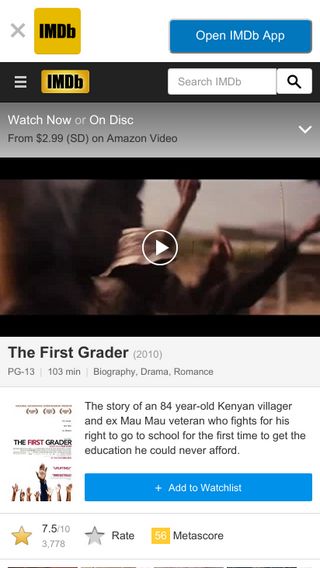 IMDb
Open IMDb App
IMDb
Search IMDb
Watch Now or On Disc
From $2.99 (SD) on Amazon Video
The First Grader (2010)
PG-13 | 103 min | Biography, Drama, Romance
THE FIRST GRADER
The story of an 84 year-old Kenyan villager
and ex Mau Mau veteran who fights for his
right to go to school for the first time to get the
education he could never afford.
+ Add to Watchlist
7.5/10
3,778
Rate
56 Metascore